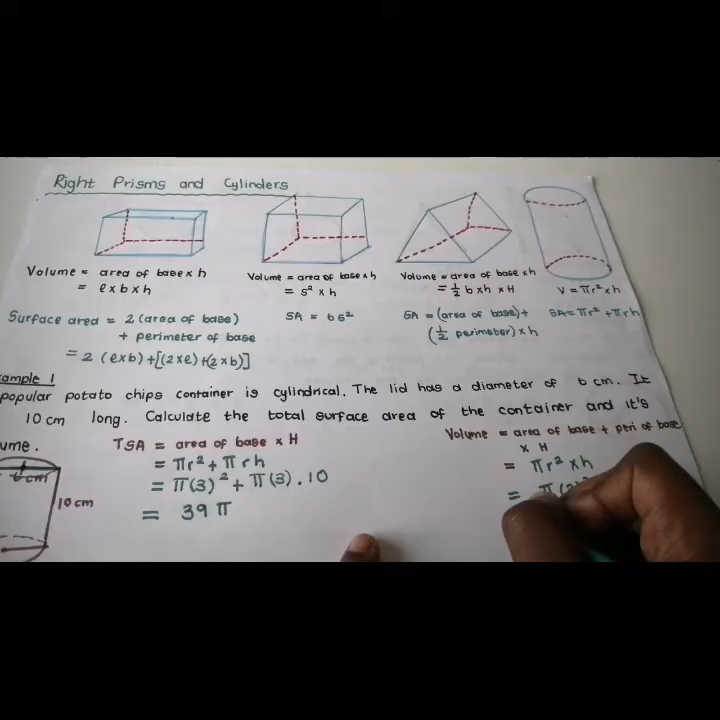 Right Prisms and Cylinders
Volume = area of base x h
= l x b x h
Volume = area of base x h
= s² x h
Volume = area of base x h
= ½ b x h x H
V = πr² x h
Surface area = 2 (area of base)
+ perimeter of base
= 2 (l x b) + [(2 x l) + (2 x b)]
SA = 6s²
SA = (area of base) +
(½ perimeter) x h
SA = πr² + πrh
ample 1
popular potato chips container is cylindrical. The lid has a diameter of 6 cm. It
10 cm long. Calculate the total surface area of the container and it's
ume.
6 cm
10 cm
TSA = area of base x H
= πr² + πrh
= π(3)² + π(3) . 10
= 39 π
Volume = area of base + peri of base
x H
= πr² x h
= π(